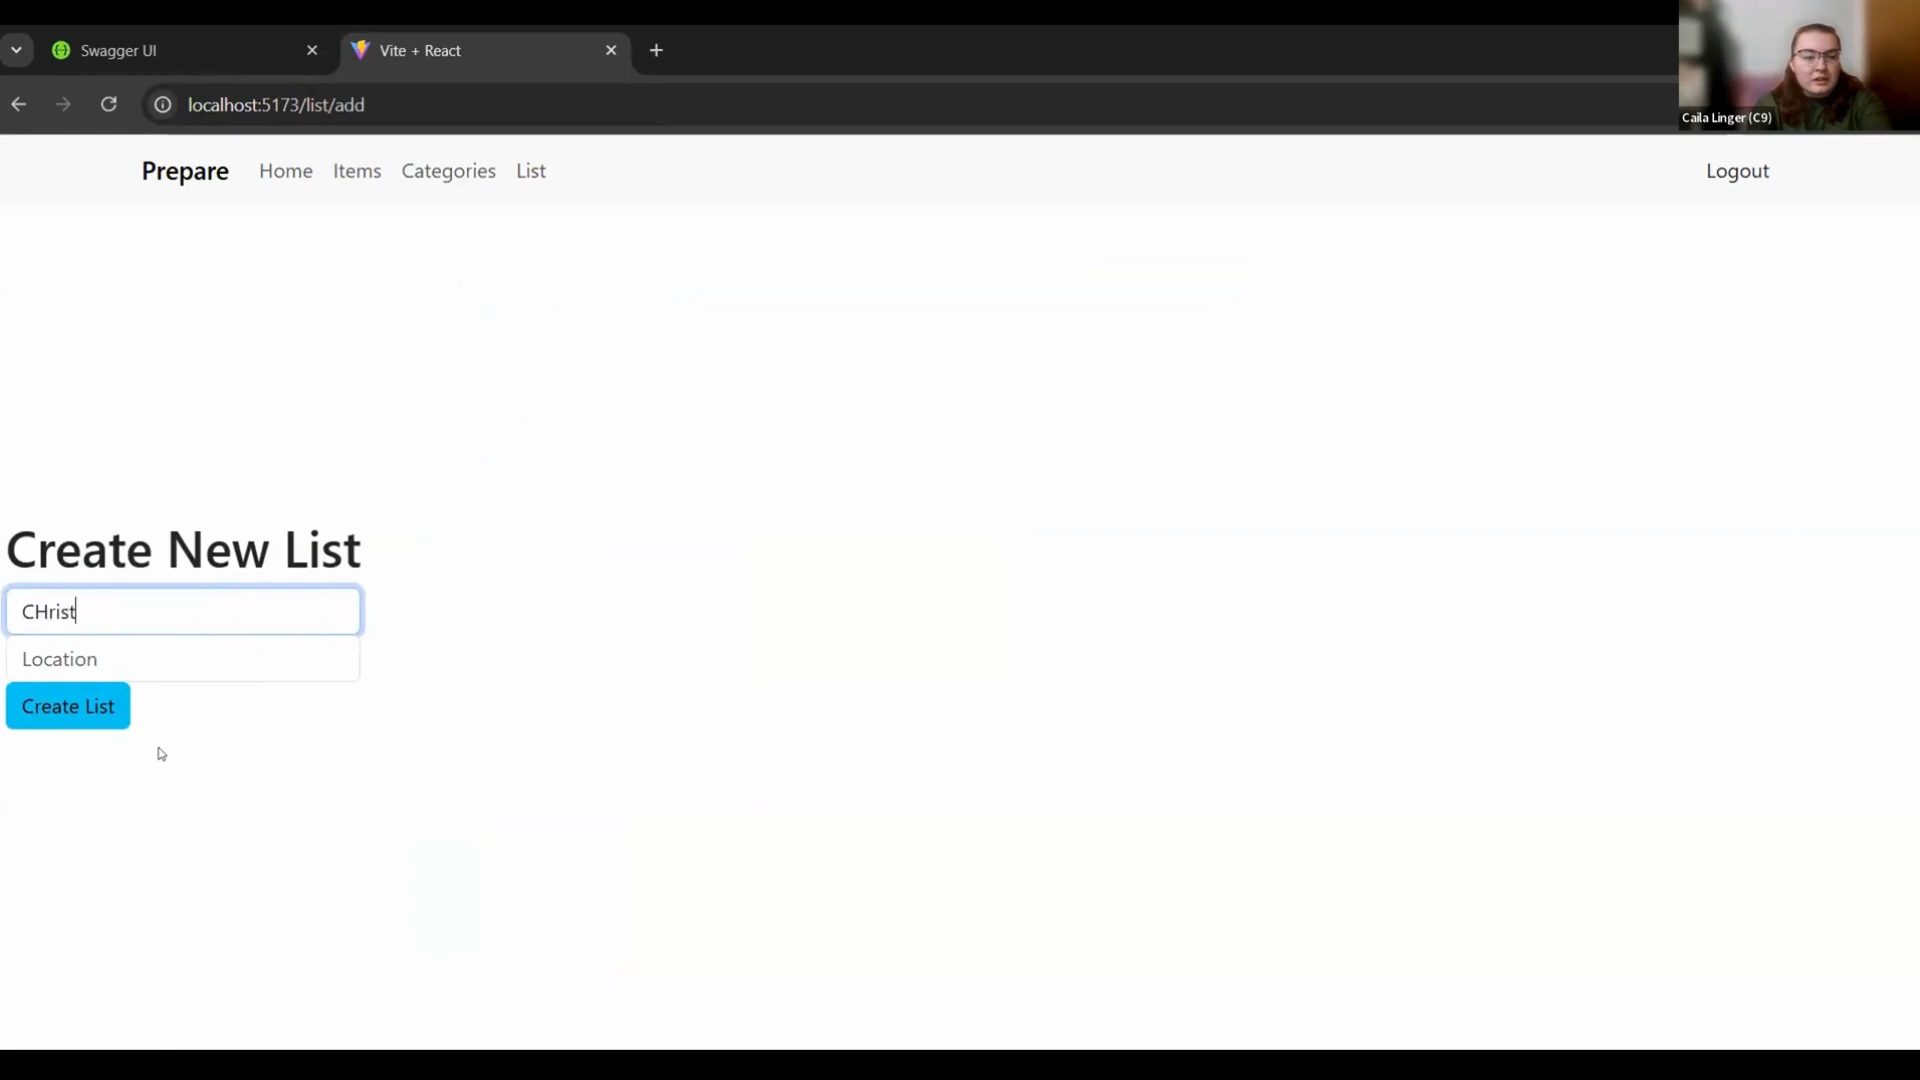 Swagger UI
Vite + React
localhost:5173/list/add
Caila Linger (C9)
Prepare Home Items Categories List Logout
Create New List
CHrist
Location
Create List